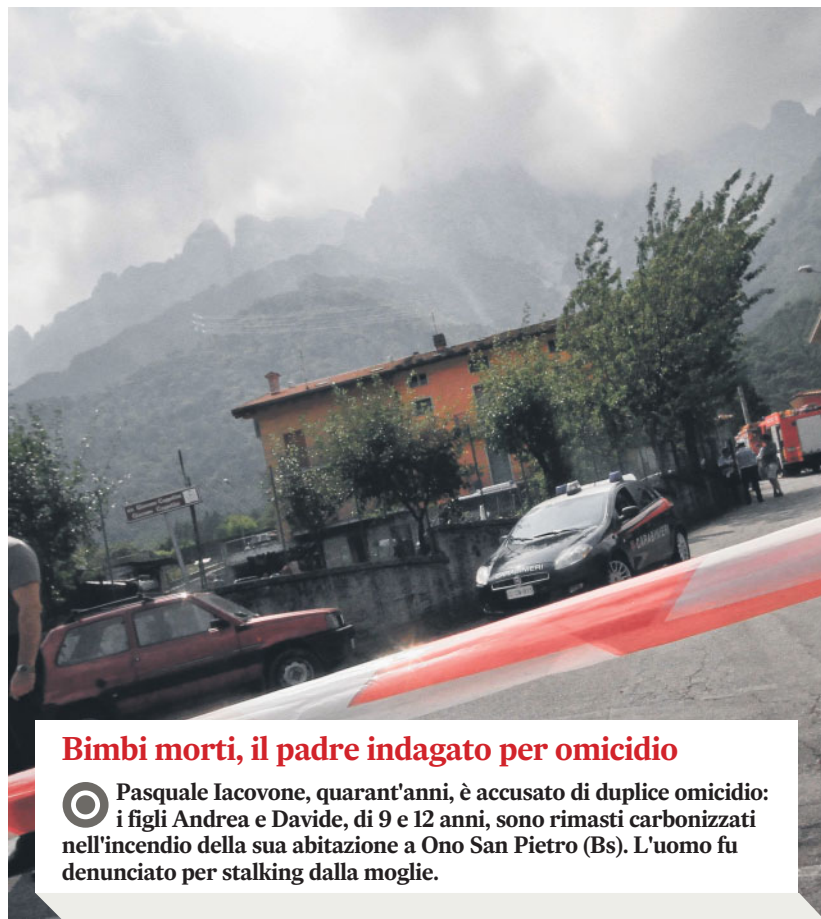 CARABINIERI
Bimbi morti, il padre indagato per omicidio
Pasquale Iacovone, quarant'anni, è accusato di duplice omicidio:
i figli Andrea e Davide, di 9 e 12 anni, sono rimasti carbonizzati
nell'incendio della sua abitazione a Ono San Pietro (Bs). L'uomo fu
denunciato per stalking dalla moglie.